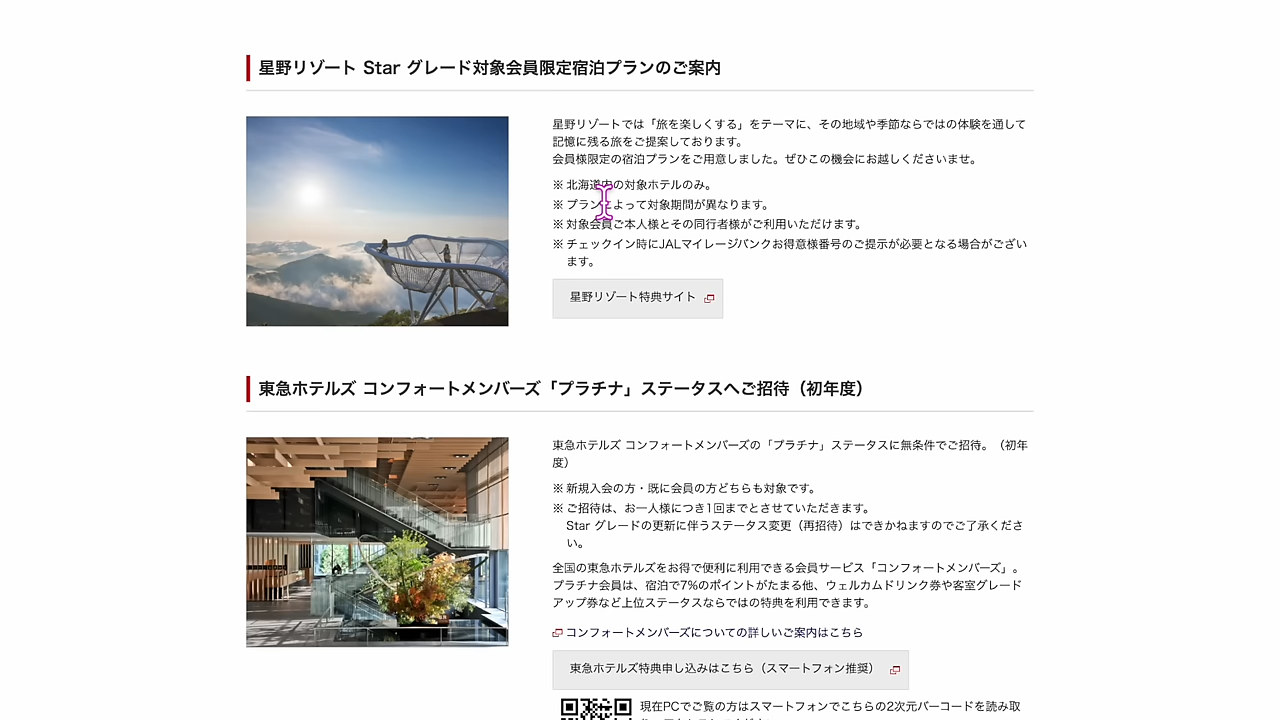 星野リゾート Star グレード対象会員限定宿泊プランのご案内
星野リゾートでは「旅を楽しくする」をテーマに、その地域や季節ならではの体験を通して
記憶に残る旅をご提案しております。
会員様限定の宿泊プランをご用意しました。ぜひこの機会にお越しくださいませ。
※ 北海道内の対象ホテルのみ。
※ プランによって対象期間が異なります。
※ 対象会員ご本人様とその同行者様がご利用いただけます。
※ チェックイン時にJALマイレージバンクお得意様番号のご提示が必要となる場合がござい
ます。
星野リゾート特典サイト
東急ホテルズ コンフォートメンバーズ「プラチナ」ステータスへご招待（初年度）
東急ホテルズ コンフォートメンバーズの「プラチナ」ステータスに無条件でご招待。（初年
度）
※ 新規入会の方・既に会員の方どちらも対象です。
※ ご招待は、お一人様につき1回までとさせていただきます。
Star グレードの更新に伴うステータス変更（再招待）はできかねますのでご了承くださ
い。
全国の東急ホテルズをお得で便利に利用できる会員サービス「コンフォートメンバーズ」。
プラチナ会員は、宿泊で7%のポイントがたまる他、ウェルカムドリンク券や客室グレード
アップ券など上位ステータスならではの特典を利用できます。
コンフォートメンバーズについての詳しいご案内はこちら
東急ホテルズ特典申し込みはこちら（スマートフォン推奨）
現在PCでご覧の方はスマートフォンでこちらの2次元バーコードを読み取